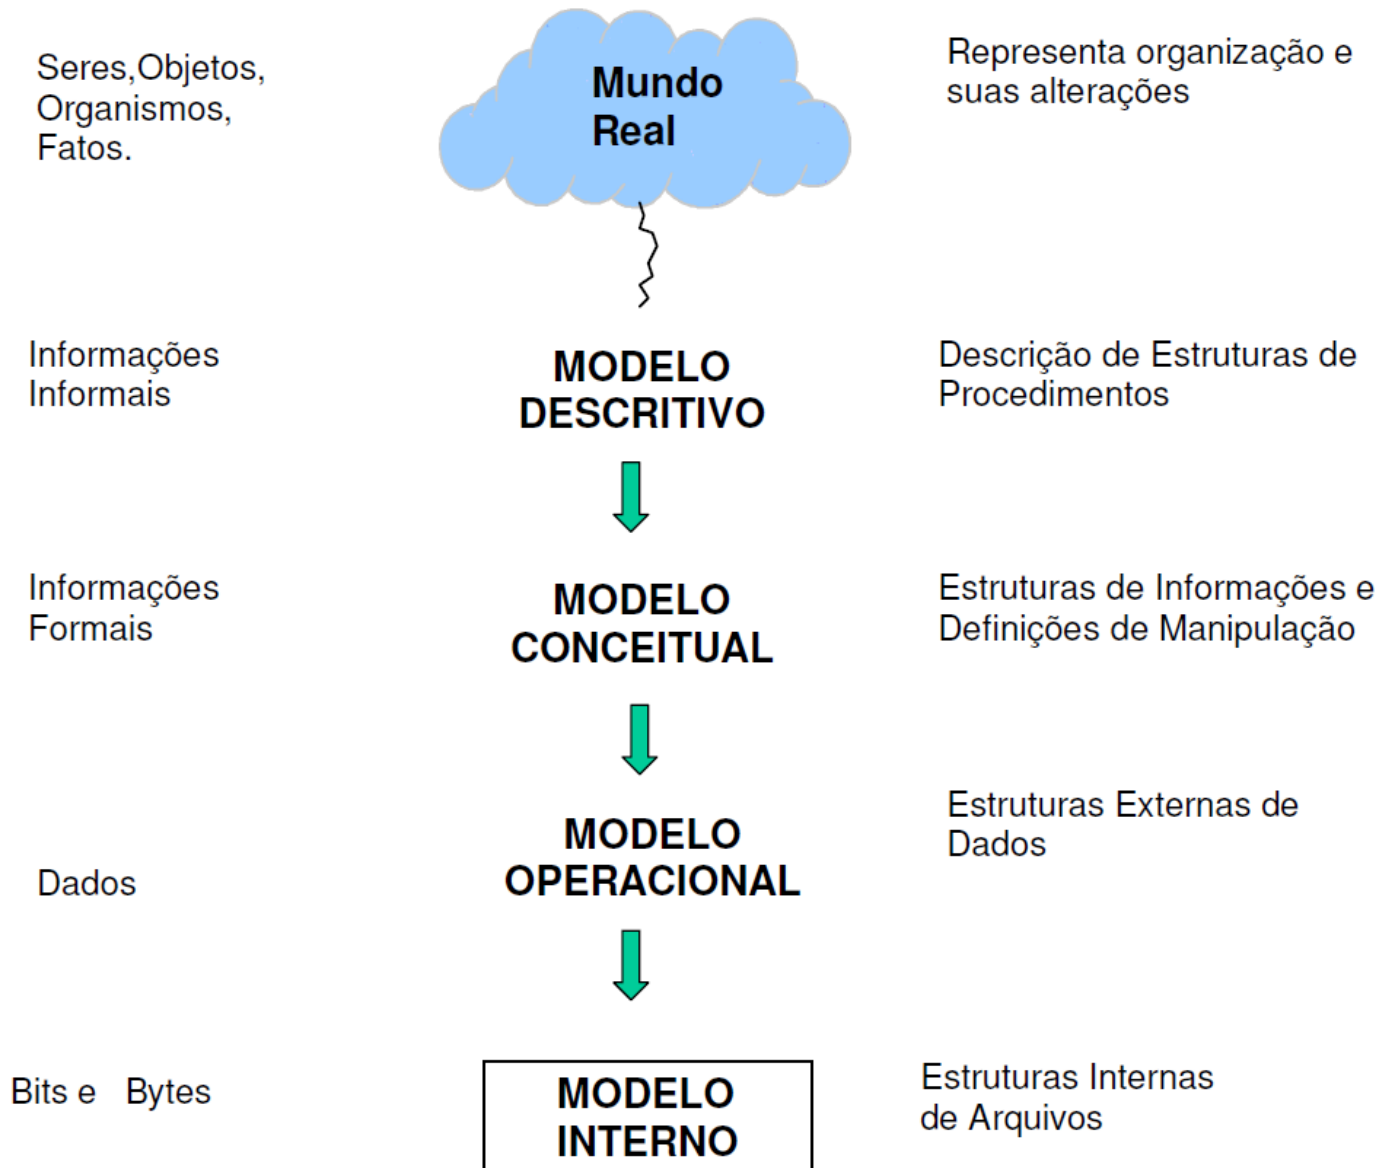 Seres,Objetos,
Organismos,
Fatos.
Mundo
Real
Representa organização e
suas alterações
Informações
Informais
MODELO
DESCRITIVO
Descrição de Estruturas de
Procedimentos
Informações
Formais
MODELO
CONCEITUAL
Estruturas de Informações e
Definições de Manipulação
Dados
MODELO
OPERACIONAL
Estruturas Externas de
Dados
Bits e Bytes
MODELO
INTERNO
Estruturas Internas
de Arquivos